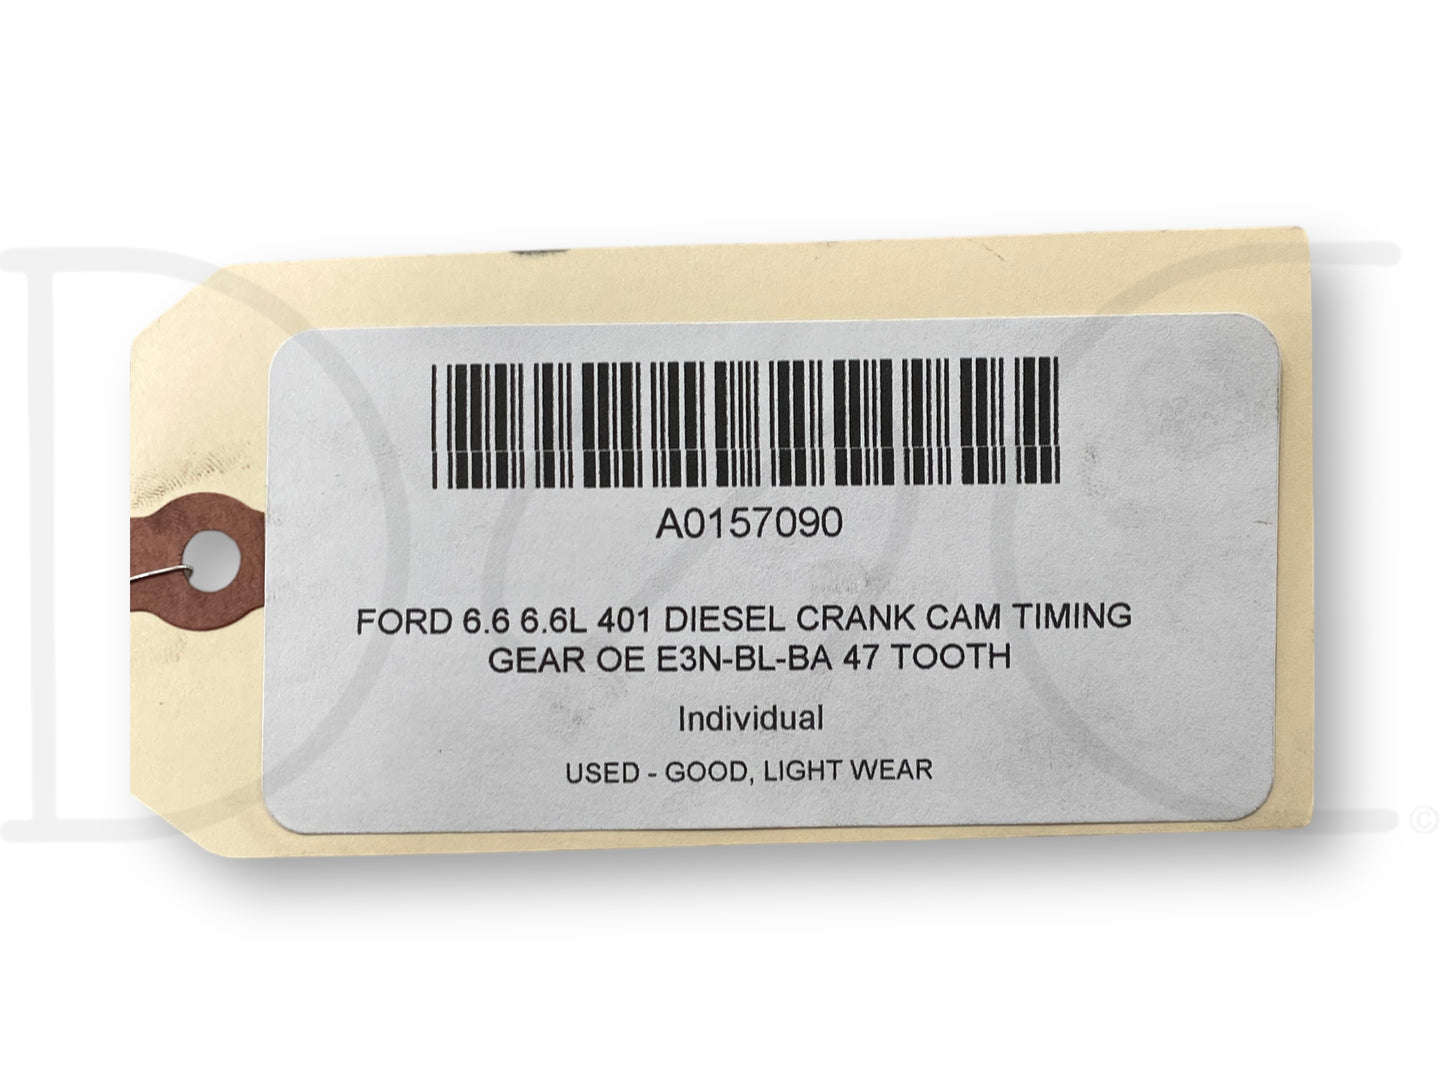 A0157090
FORD 6.6 6.6L 401 DIESEL CRANK CAM TIMING
GEAR OE E3N-BL-BA 47 TOOTH
Individual
USED - GOOD, LIGHT WEAR
©